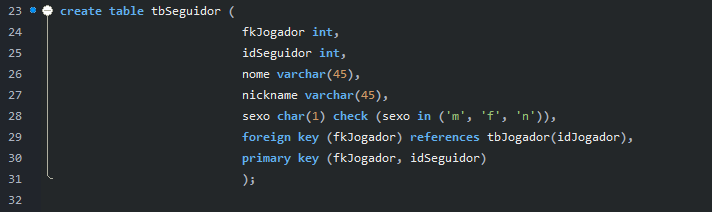 23 create table tbSeguidor (
24 fkJogador int,
25 idSeguidor int,
26 nome varchar(45),
27 nickname varchar(45),
28 sexo char(1) check (sexo in ('m', 'f', 'n')),
29 foreign key (fkJogador) references tbJogador(idJogador),
30 primary key (fkJogador, idSeguidor)
31 );
32